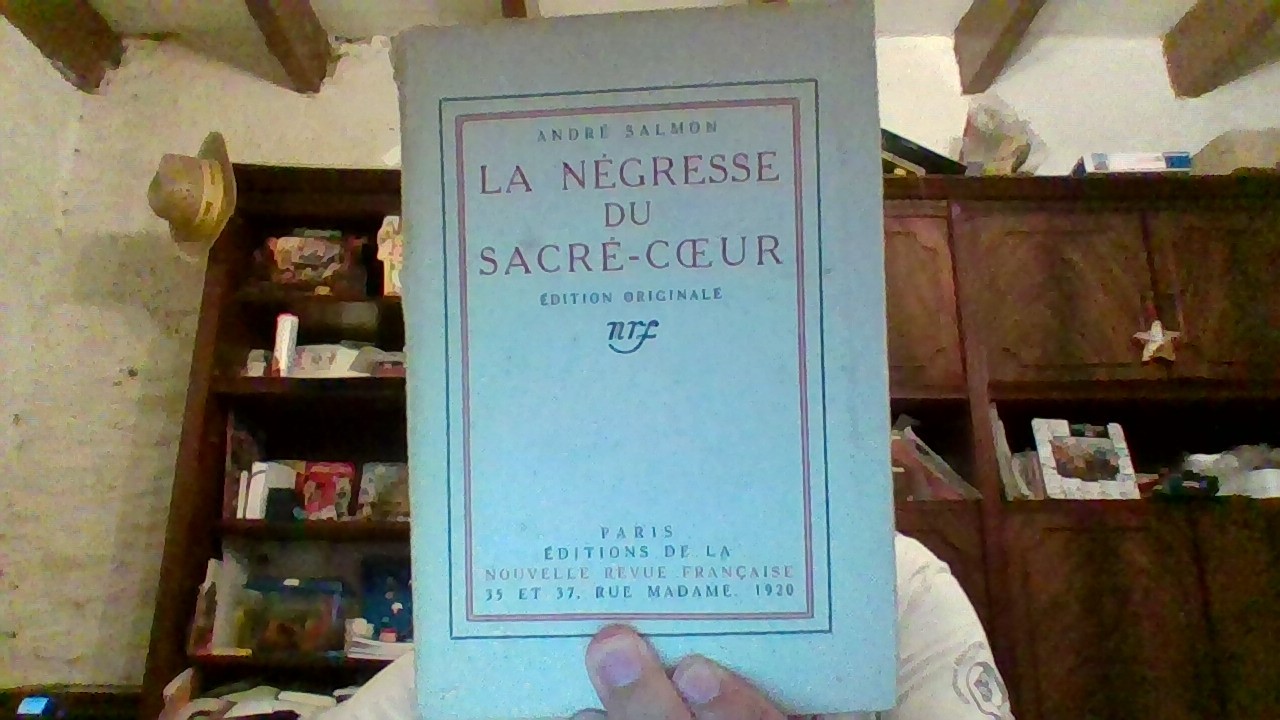 ANDRÉ SALMON
LA NÉGRESSE
DU
SACRÉ-CŒUR
ÉDITION ORIGINALE
nrf
PARIS
ÉDITIONS DE LA
NOUVELLE REVUE FRANÇAISE
35 ET 37, RUE MADAME. 1920